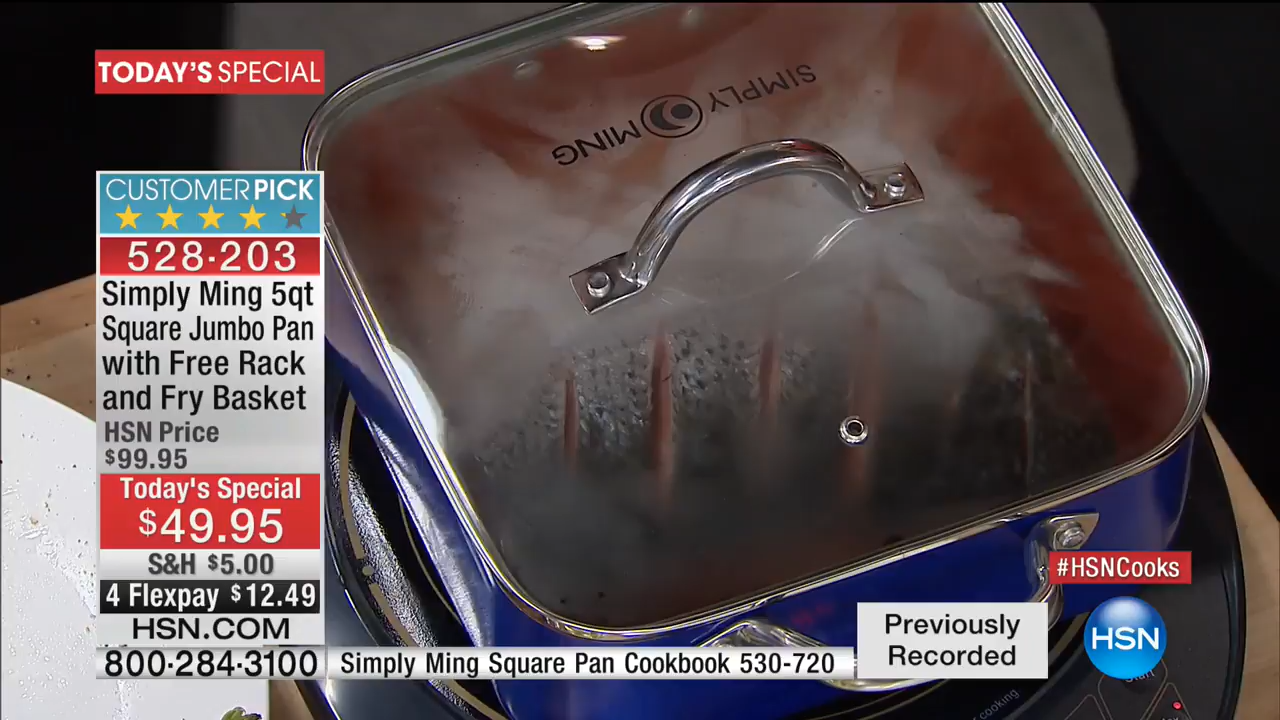 TODAY'S SPECIAL
CUSTOMER PICK
528·203
Simply Ming 5qt
Square Jumbo Pan
with Free Rack
and Fry Basket
HSN Price
$99.95
Today's Special
$49.95
S&H $5.00
4 Flexpay $12.49
HSN.COM
800·284·3100
Simply Ming Square Pan Cookbook 530-720
SIMPLY
MING
#HSNCooks
Previously
Recorded
HSN
Start
cooking